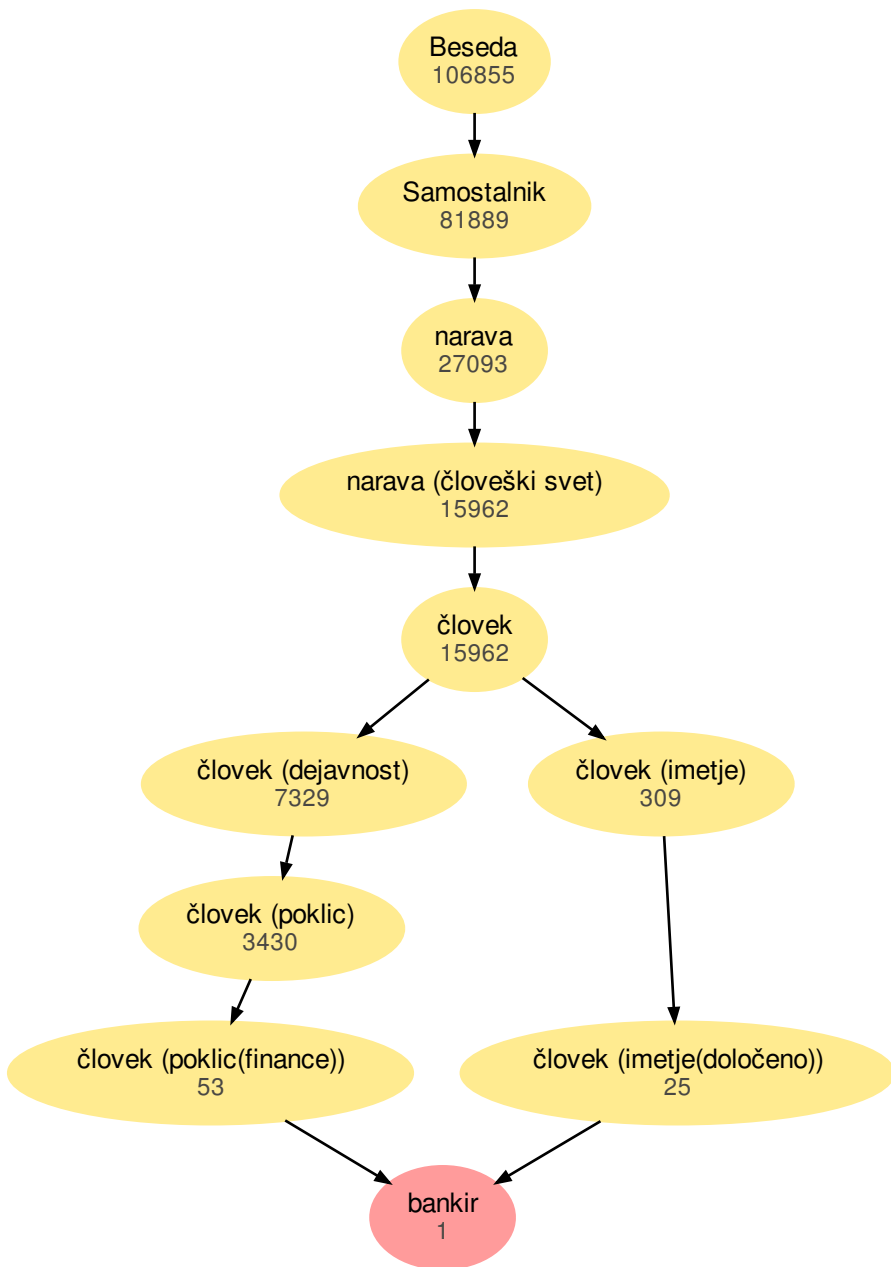 Beseda
106855
Samostalnik
81889
narava
27093
narava (človeški svet)
15962
človek
15962
človek (dejavnost)
7329
človek (imetje)
309
človek (poklic)
3430
človek (poklic(finance))
53
človek (imetje(določeno))
25
bankir
1